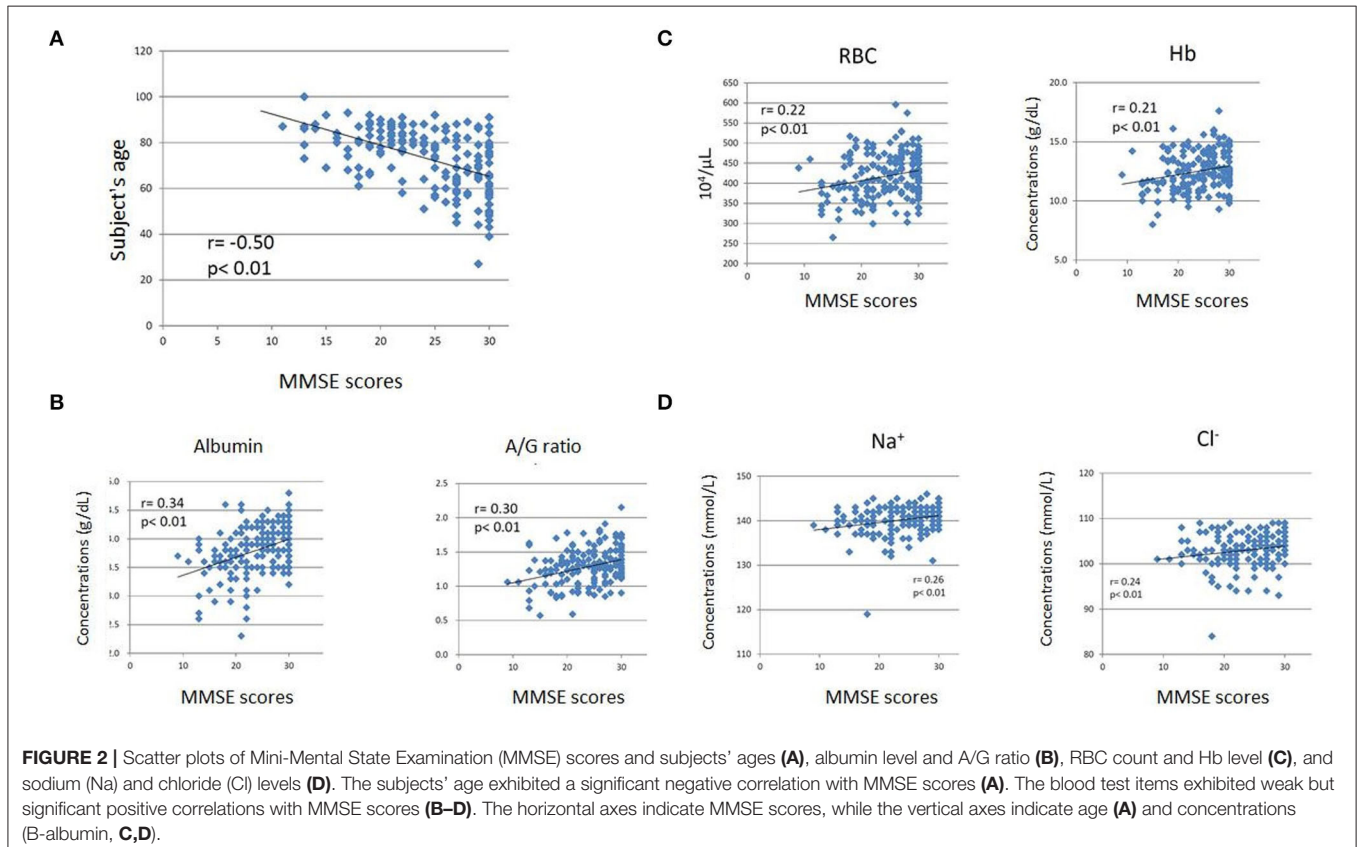 A
120
100
80
60
40
20
0
Subject's age
r= -0.50
p< 0.01
0 5 10 15 20 25 30
MMSE scores
C
RBC
650
600
550
500
450
400
350
300
250
200
10⁴/μL
r= 0.22
p< 0.01
0 10 20 30
MMSE scores
Hb
20.0
15.0
10.0
5.0
Concentrations (g/dL)
r= 0.21
p< 0.01
0 10 20 30
MMSE scores
B
Albumin
Concentrations (g/dL)
r= 0.34
p< 0.01
0 10 20 30
MMSE scores
A/G ratio
2.5
2.0
1.5
1.0
0.5
0.0
r= 0.30
p< 0.01
0 10 20 30
MMSE scores
D
Na⁺
150
140
130
120
110
Concentrations (mmol/L)
r= 0.26
p< 0.01
0 10 20 30
MMSE scores
Cl⁻
120
110
100
90
80
Concentrations (mmol/L)
r= 0.24
p< 0.01
0 10 20 30
MMSE scores
FIGURE 2 | Scatter plots of Mini-Mental State Examination (MMSE) scores and subjects' ages (A), albumin level and A/G ratio (B), RBC count and Hb level (C), and
sodium (Na) and chloride (Cl) levels (D). The subjects' age exhibited a significant negative correlation with MMSE scores (A). The blood test items exhibited weak but
significant positive correlations with MMSE scores (B–D). The horizontal axes indicate MMSE scores, while the vertical axes indicate age (A) and concentrations
(B-albumin, C,D).